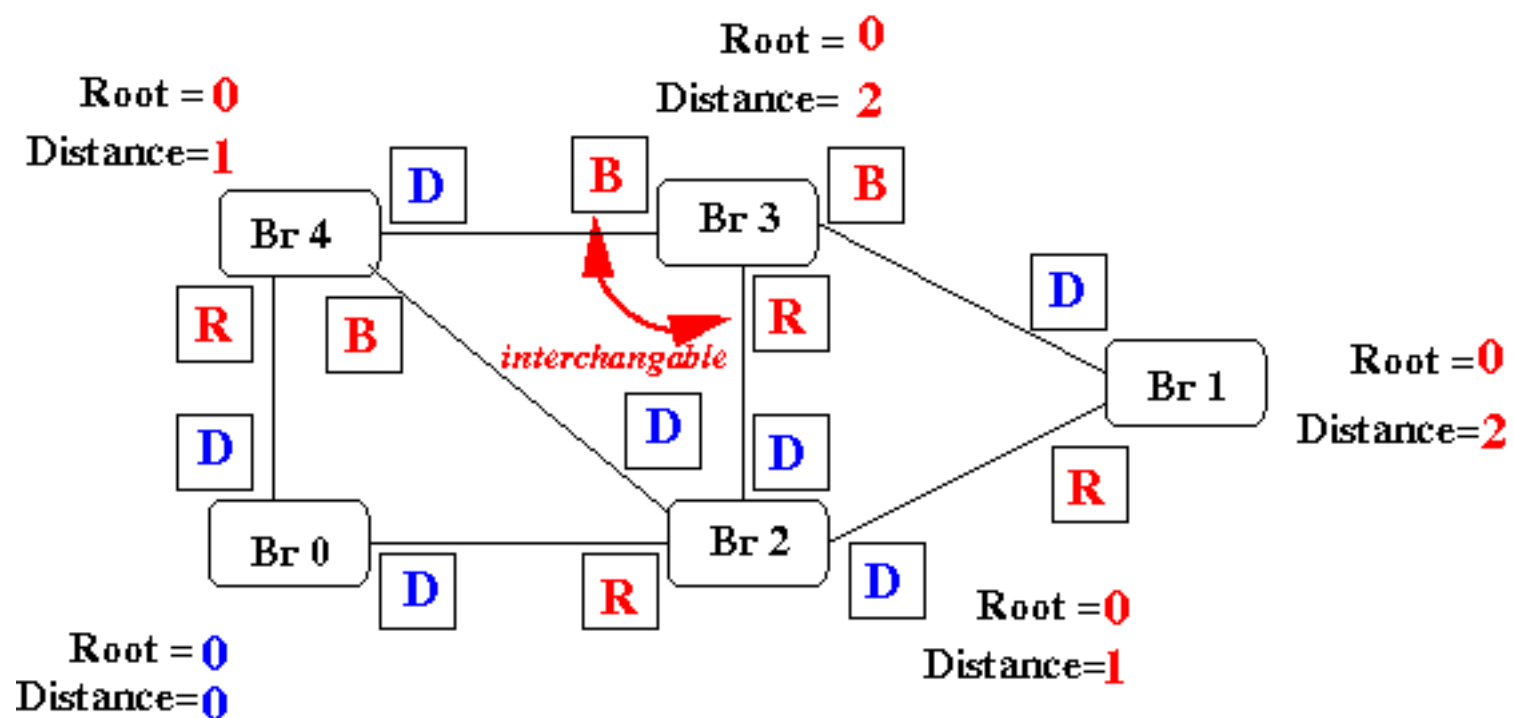 Root = 0
Distance= 2
Root = 0
Distance=1
D
B
B
Br 3
Br 4
D
R
B
R
interchangable
Root =0
Br 1
Distance=2
D
D
D
R
Br 0
Br 2
D
R
D
Root =0
Distance=1
Root = 0
Distance=0